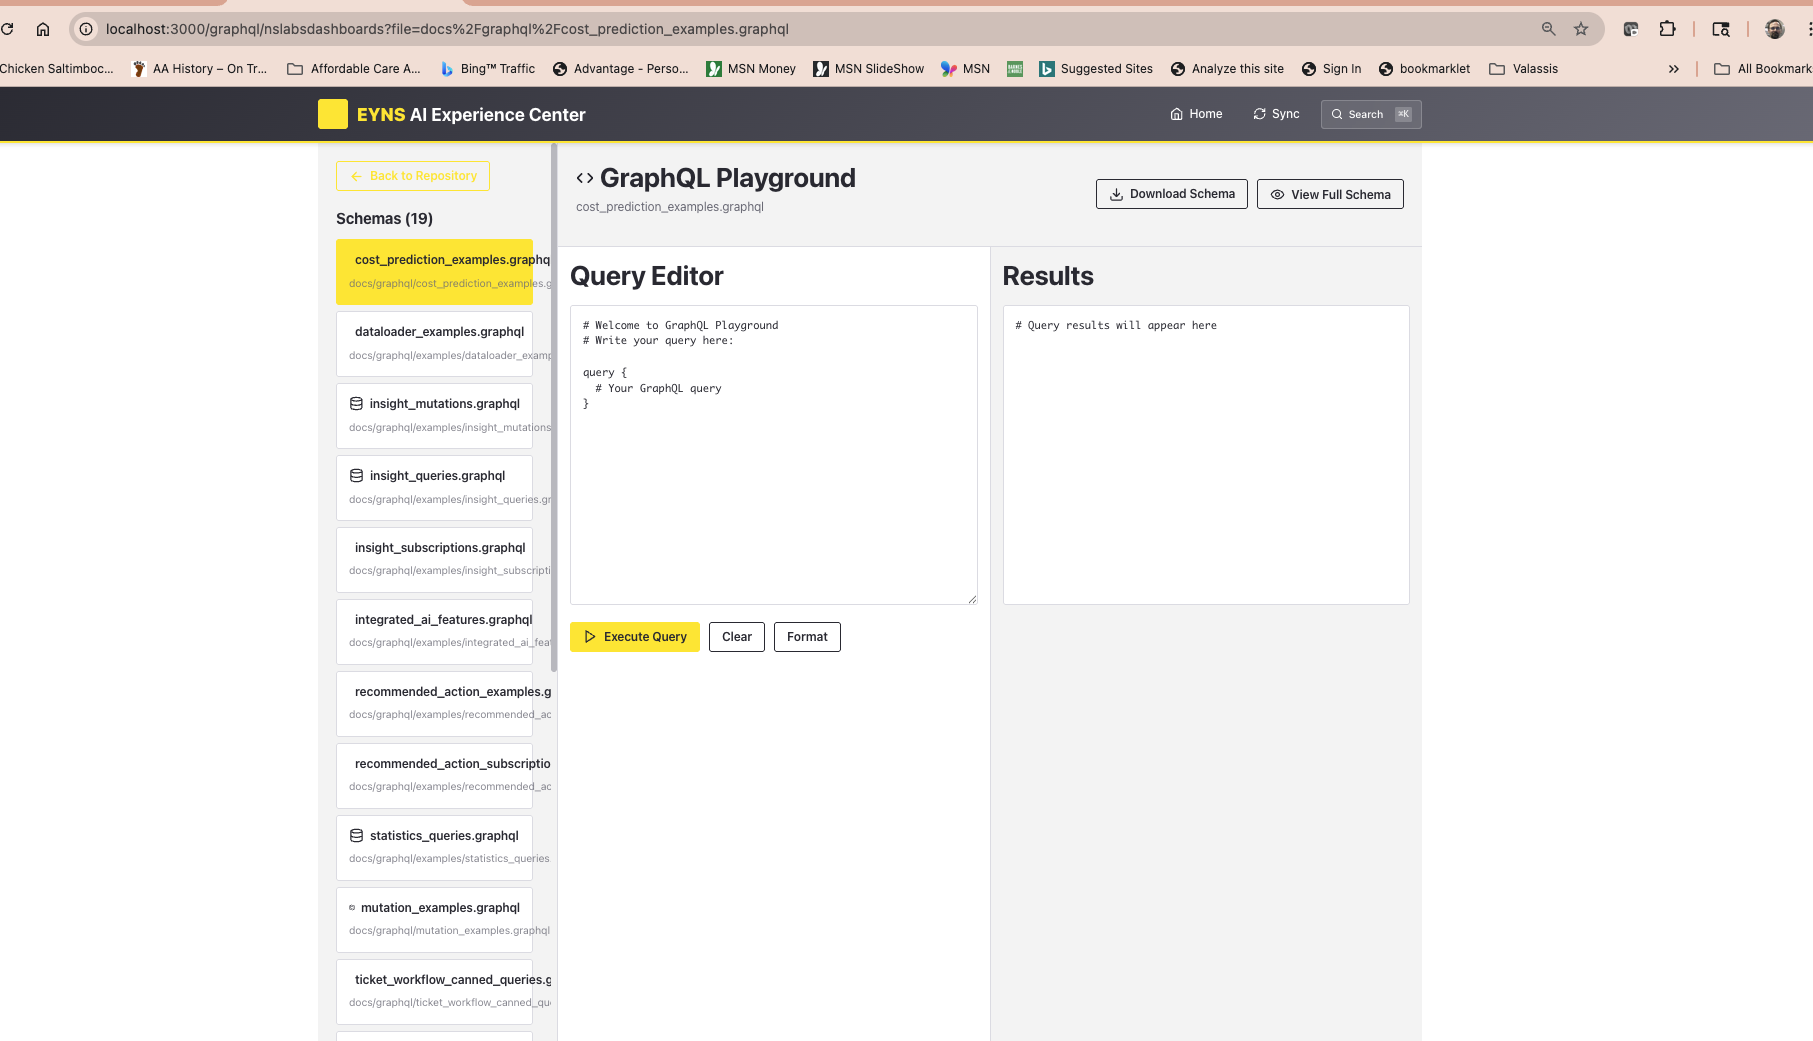 localhost:3000/graphql/nslabsdashboards?file=docs%2Fgraphql%2Fcost_prediction_examples.graphql
Chicken Saltimboc...
AA History – On Tr...
Affordable Care A...
Bing™ Traffic
Advantage - Perso...
MSN Money
MSN SlideShow
MSN
Suggested Sites
Analyze this site
Sign In
bookmarklet
Valassis
»
All Bookmark
EYNS AI Experience Center
Home
Sync
Search ⌘K
Back to Repository
Schemas (19)
cost_prediction_examples.graphq
docs/graphql/cost_prediction_examples.g
dataloader_examples.graphql
docs/graphql/examples/dataloader_examp
insight_mutations.graphql
docs/graphql/examples/insight_mutations
insight_queries.graphql
docs/graphql/examples/insight_queries.gr
insight_subscriptions.graphql
docs/graphql/examples/insight_subscripti
integrated_ai_features.graphql
docs/graphql/examples/integrated_ai_feat
recommended_action_examples.g
docs/graphql/examples/recommended_ac
recommended_action_subscriptio
docs/graphql/examples/recommended_ac
statistics_queries.graphql
docs/graphql/examples/statistics_queries.
mutation_examples.graphql
docs/graphql/mutation_examples.graphql
ticket_workflow_canned_queries.g
docs/graphql/ticket_workflow_canned_qu
<> GraphQL Playground
cost_prediction_examples.graphql
Download Schema
View Full Schema
Query Editor
# Welcome to GraphQL Playground
# Write your query here:
query {
# Your GraphQL query
}
Execute Query
Clear
Format
Results
# Query results will appear here